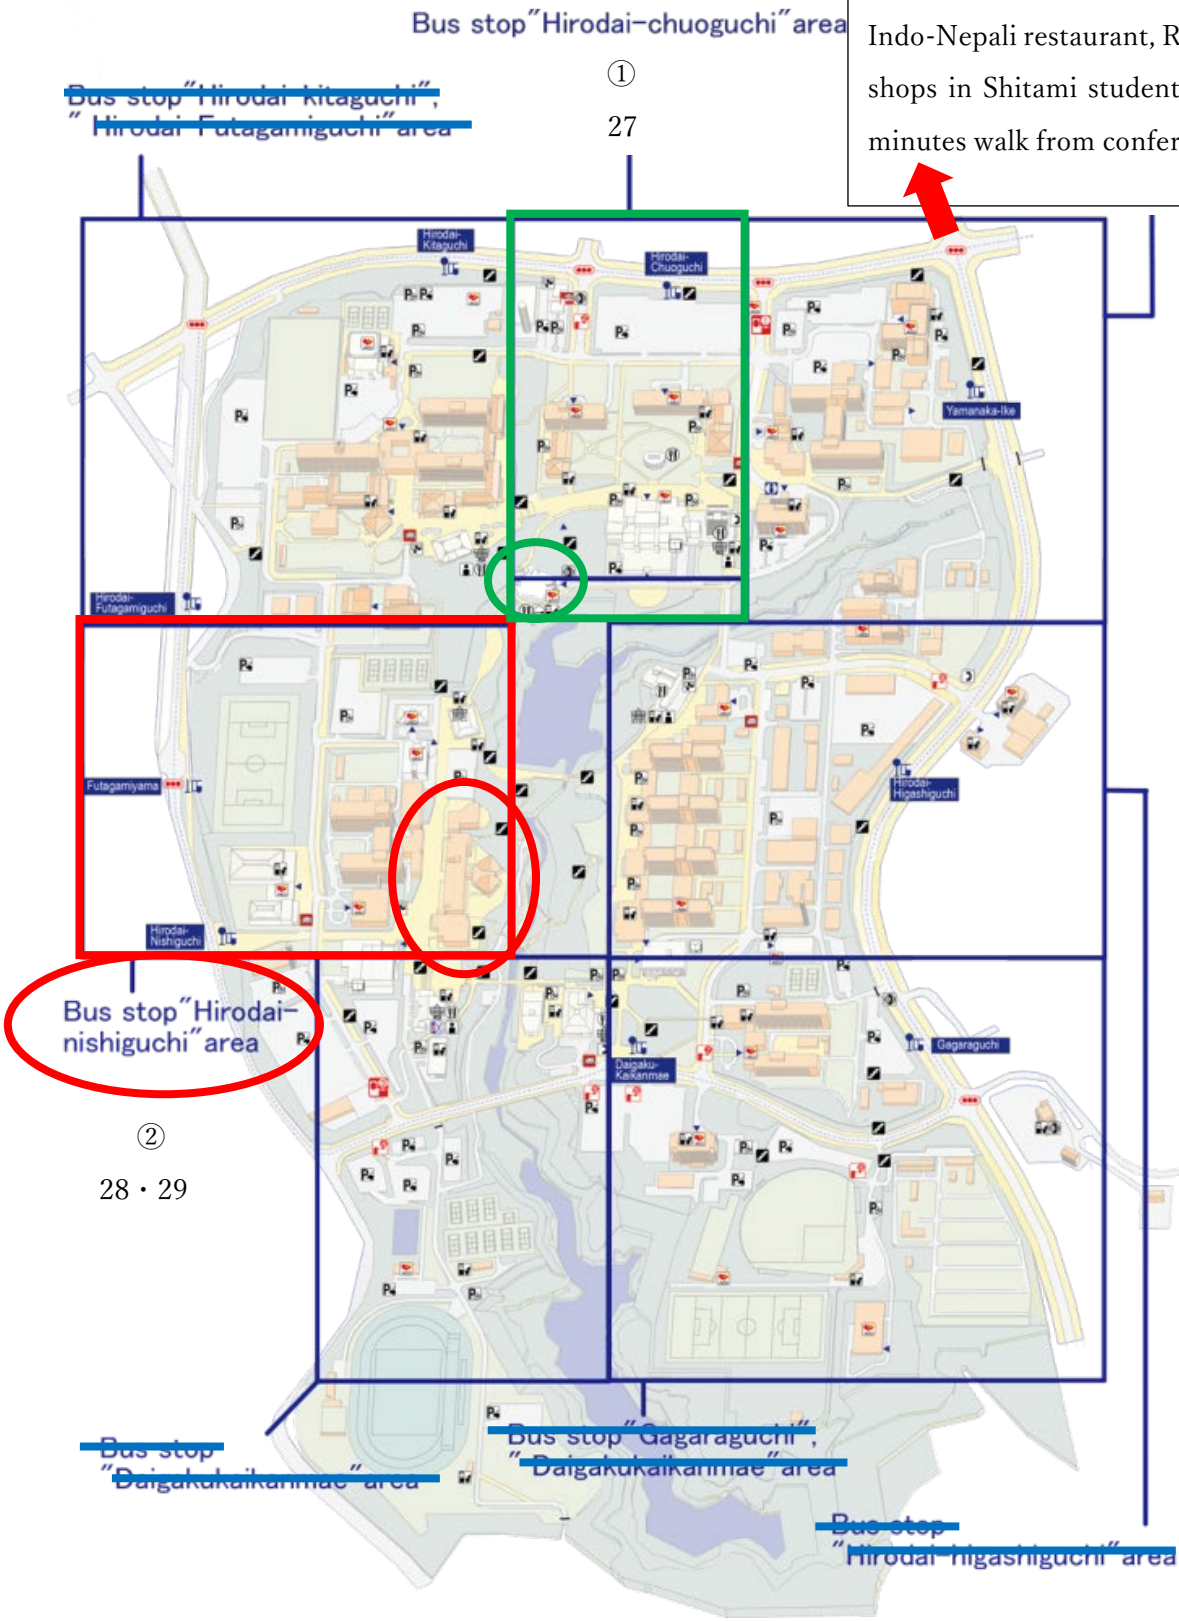 Bus stop"Hirodai-chuoguchi"area
①
27
Indo-Nepali restaurant, R
shops in Shitami student
minutes walk from confer
Bus stop"Hirodai-kitaguchi",
"Hirodai-Futagamiguchi"area
Hirodai-
Kitaguchi
Hirodai-
Chuoguchi
Yamanaka-Ike
Hirodai-
Futagamiguchi
Futagamiyama
Hirodai-
Higashiguchi
Hirodai-
Nishiguchi
Bus stop"Hirodai-
nishiguchi"area
②
28・29
Daigaku-
Kaikanmae
Gagaraguchi
Bus stop
"Daigakukaikanmae"area
Bus stop"Gagaraguchi",
"Daigakukaikanmae"area
Bus stop
"Hirodai-higashiguchi"area